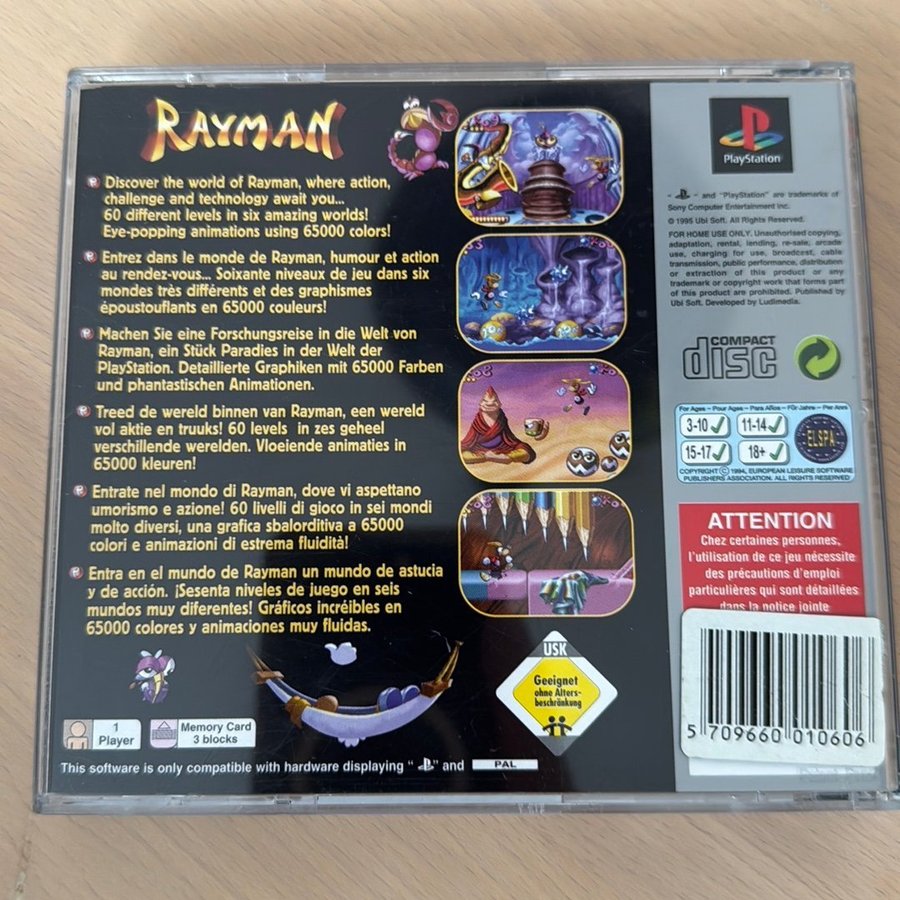 RAYMAN
Discover the world of Rayman, where action,
challenge and technology await you...
60 different levels in six amazing worlds!
Eye-popping animations using 65000 colors!
Entrez dans le monde de Rayman, humour et action
au rendez-vous... Soixante niveaux de jeu dans six
mondes très différents et des graphismes
époustouflants en 65000 couleurs!
Machen Sie eine Forschungsreise in die Welt von
Rayman, ein Stück Paradies in der Welt der
PlayStation. Detaillierte Graphiken mit 65000 Farben
und phantastischen Animationen.
Treed de wereld binnen van Rayman, een wereld
vol aktie en truuks! 60 levels in zes geheel
verschillende werelden. Vloeiende animaties in
65000 kleuren!
Entrate nel mondo di Rayman, dove vi aspettano
umorismo e azione! 60 livelli di gioco in sei mondi
molto diversi, una grafica sbalorditiva a 65000
colori e animazioni di estrema fluidità!
Entra en el mundo de Rayman un mundo de astucia
y de acción. ¡Sesenta niveles de juego en seis
mundos muy diferentes! Gráficos incréibles en
65000 colores y animaciones muy fluidas.
1
Player
Memory Card
3 blocks
This software is only compatible with hardware displaying " " and PAL
USK
Geeignet
ohne Alters-
beschränkung
PlayStation
" " and "PlayStation" are trademarks of
Sony Computer Entertainment Inc.
© 1995 Ubi Soft. All Rights Reserved.
FOR HOME USE ONLY. Unauthorised copying,
adaptation, rental, lending, re-sale, arcade
use, charging for use, broadcast, cable
transmission, public performance, distribution
or extraction of this product or any
trademark or copyright work that forms part
of this product are prohibited. Published by
Ubi Soft. Developed by Ludimedia.
COMPACT
disc
For Ages – Pour Ages – Para Años – Für Jahre – Per Anni
3-10 11-14
15-17 18+
ELSPA
COPYRIGHT © 1994, EUROPEAN LEISURE SOFTWARE
PUBLISHERS ASSOCIATION. ALL RIGHTS RESERVED
ATTENTION
Chez certaines personnes,
l'utilisation de ce jeu nécessite
des précautions d'emploi
particulières qui sont détaillées
dans la notice jointe
5 709660 010606